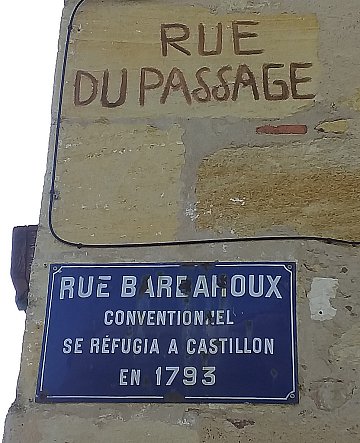 RUE
DU PASSAGE
RUE BARBAROUX
CONVENTIONNEL
SE RÉFUGIA A CASTILLON
EN 1793